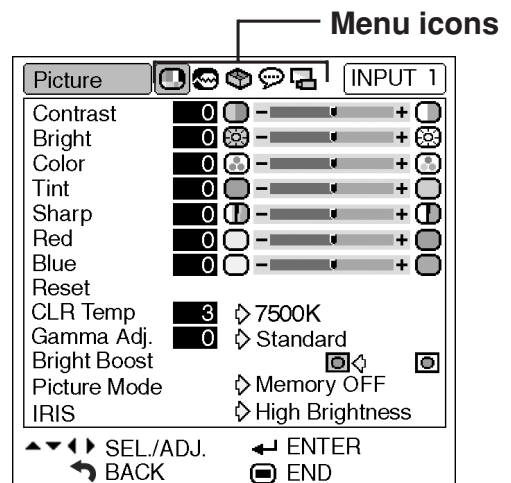 Menu icons
Picture INPUT 1
Contrast 0 - +
Bright 0 - +
Color 0 - +
Tint 0 - +
Sharp 0 - +
Red 0 - +
Blue 0 - +
Reset
CLR Temp 3 7500K
Gamma Adj. 0 Standard
Bright Boost
Picture Mode Memory OFF
IRIS High Brightness
SEL./ADJ. ENTER
BACK END